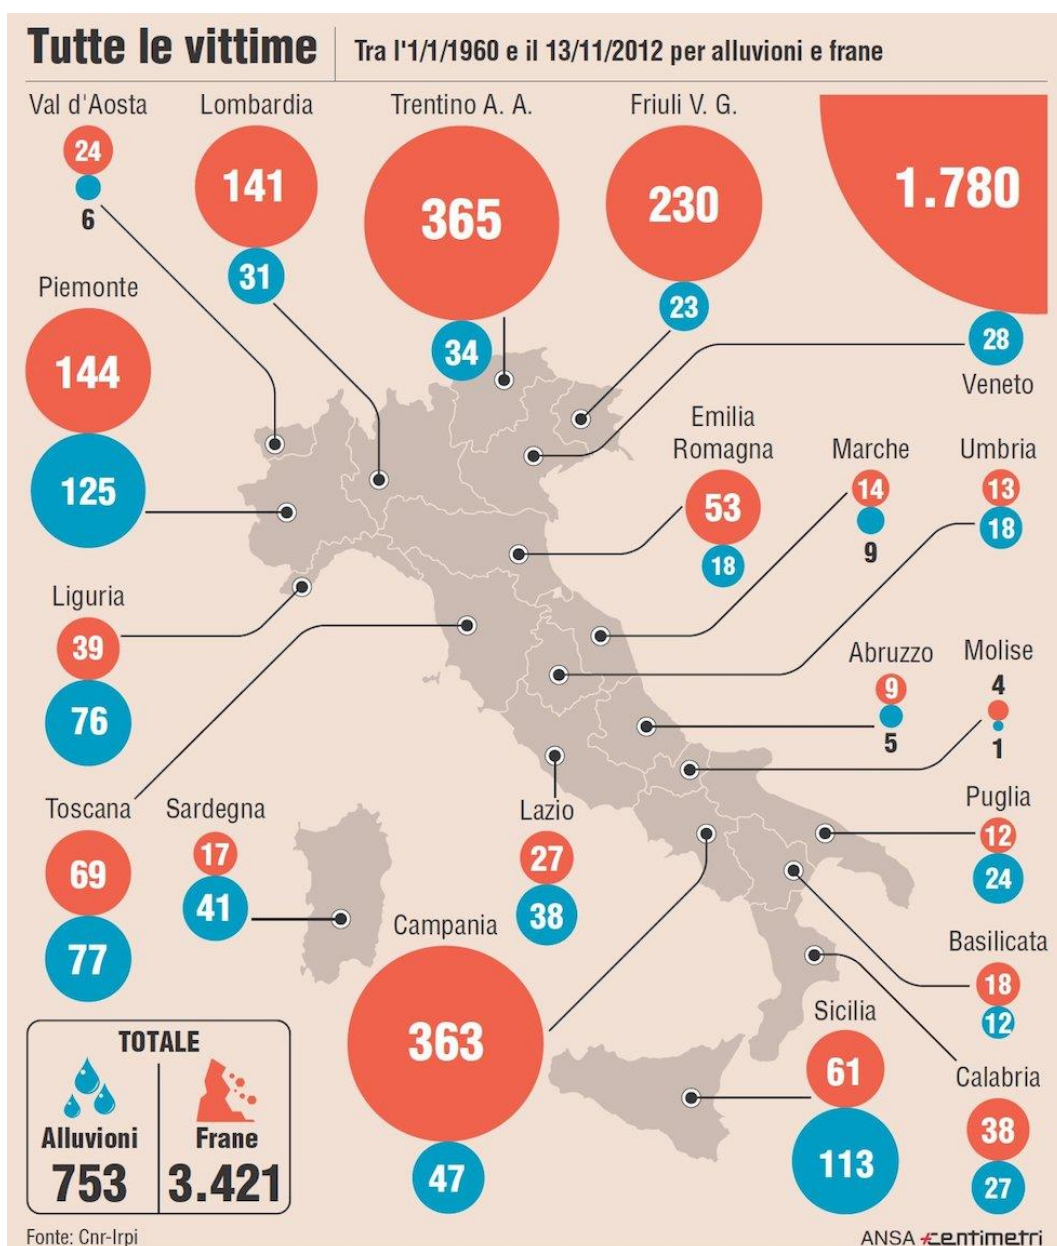 Tutte le vittime
Tra l'1/1/1960 e il 13/11/2012 per alluvioni e frane
Val d'Aosta
24
6
Lombardia
141
31
Trentino A. A.
365
34
Friuli V. G.
230
23
1.780
28
Veneto
Piemonte
144
125
Emilia
Romagna
53
18
Marche
14
9
Umbria
13
18
Liguria
39
76
Abruzzo
9
5
Molise
4
1
Toscana
69
77
Sardegna
17
41
Lazio
27
38
Puglia
12
24
Campania
363
47
Basilicata
18
12
Sicilia
61
113
Calabria
38
27
TOTALE
Alluvioni
753
Frane
3.421
Fonte: Cnr-Irpi
ANSA centimetri